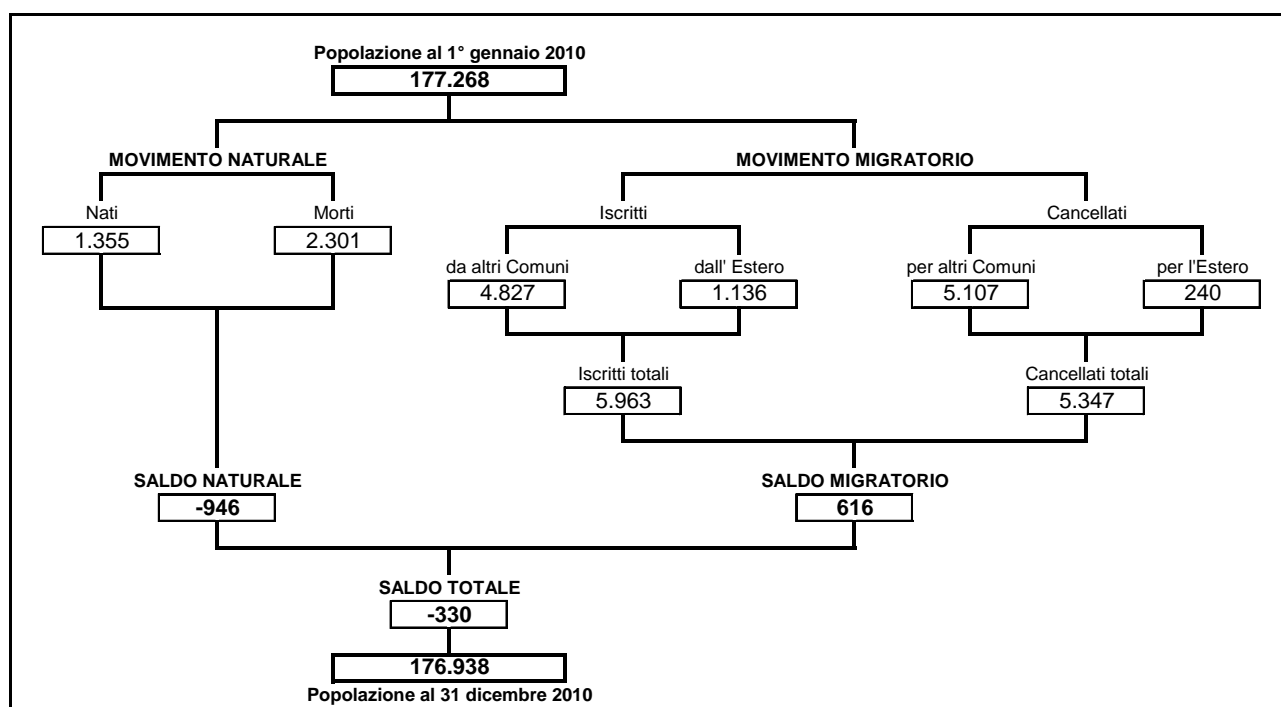 Popolazione al 1° gennaio 2010
177.268
MOVIMENTO NATURALE
MOVIMENTO MIGRATORIO
Nati
Morti
Iscritti
Cancellati
1.355
2.301
da altri Comuni
dall' Estero
per altri Comuni
per l'Estero
4.827
1.136
5.107
240
Iscritti totali
Cancellati totali
5.963
5.347
SALDO NATURALE
SALDO MIGRATORIO
-946
616
SALDO TOTALE
-330
176.938
Popolazione al 31 dicembre 2010